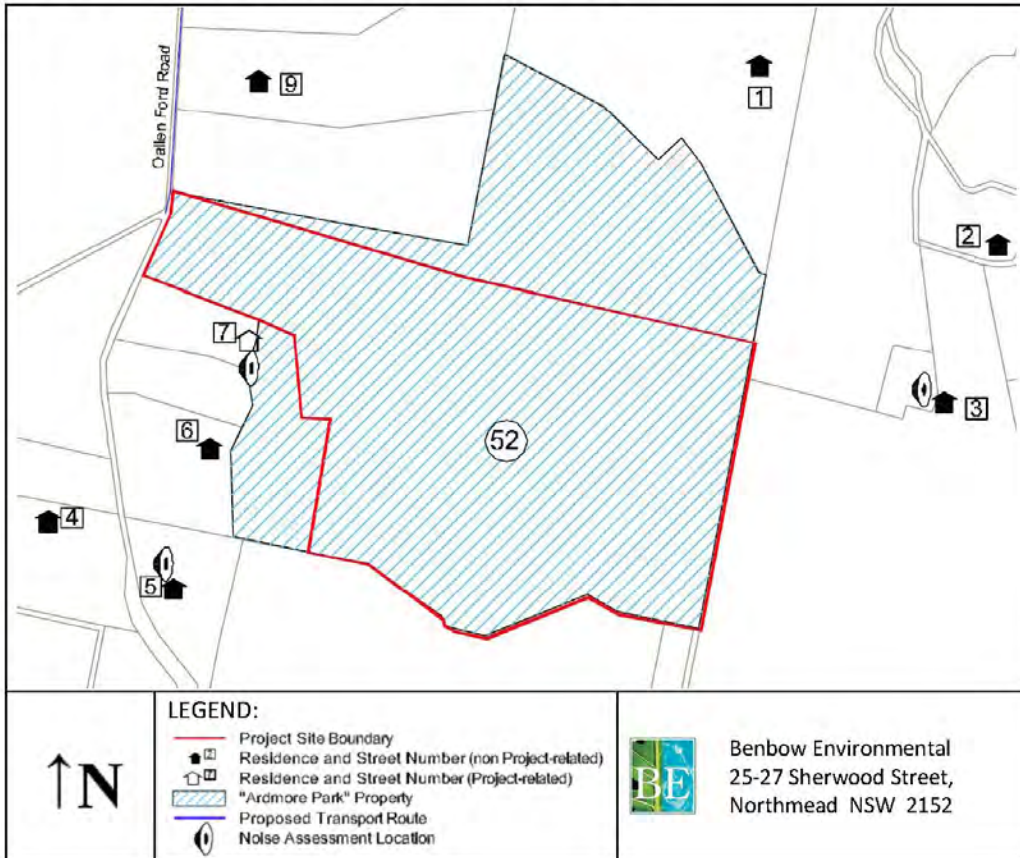 Oallen Ford Road
9
1
2
7
3
6
52
4
5
↑N
LEGEND:
Project Site Boundary
Residence and Street Number (non Project-related)
Residence and Street Number (Project-related)
"Ardmore Park" Property
Proposed Transport Route
Noise Assessment Location
BE
Benbow Environmental
25-27 Sherwood Street,
Northmead NSW 2152